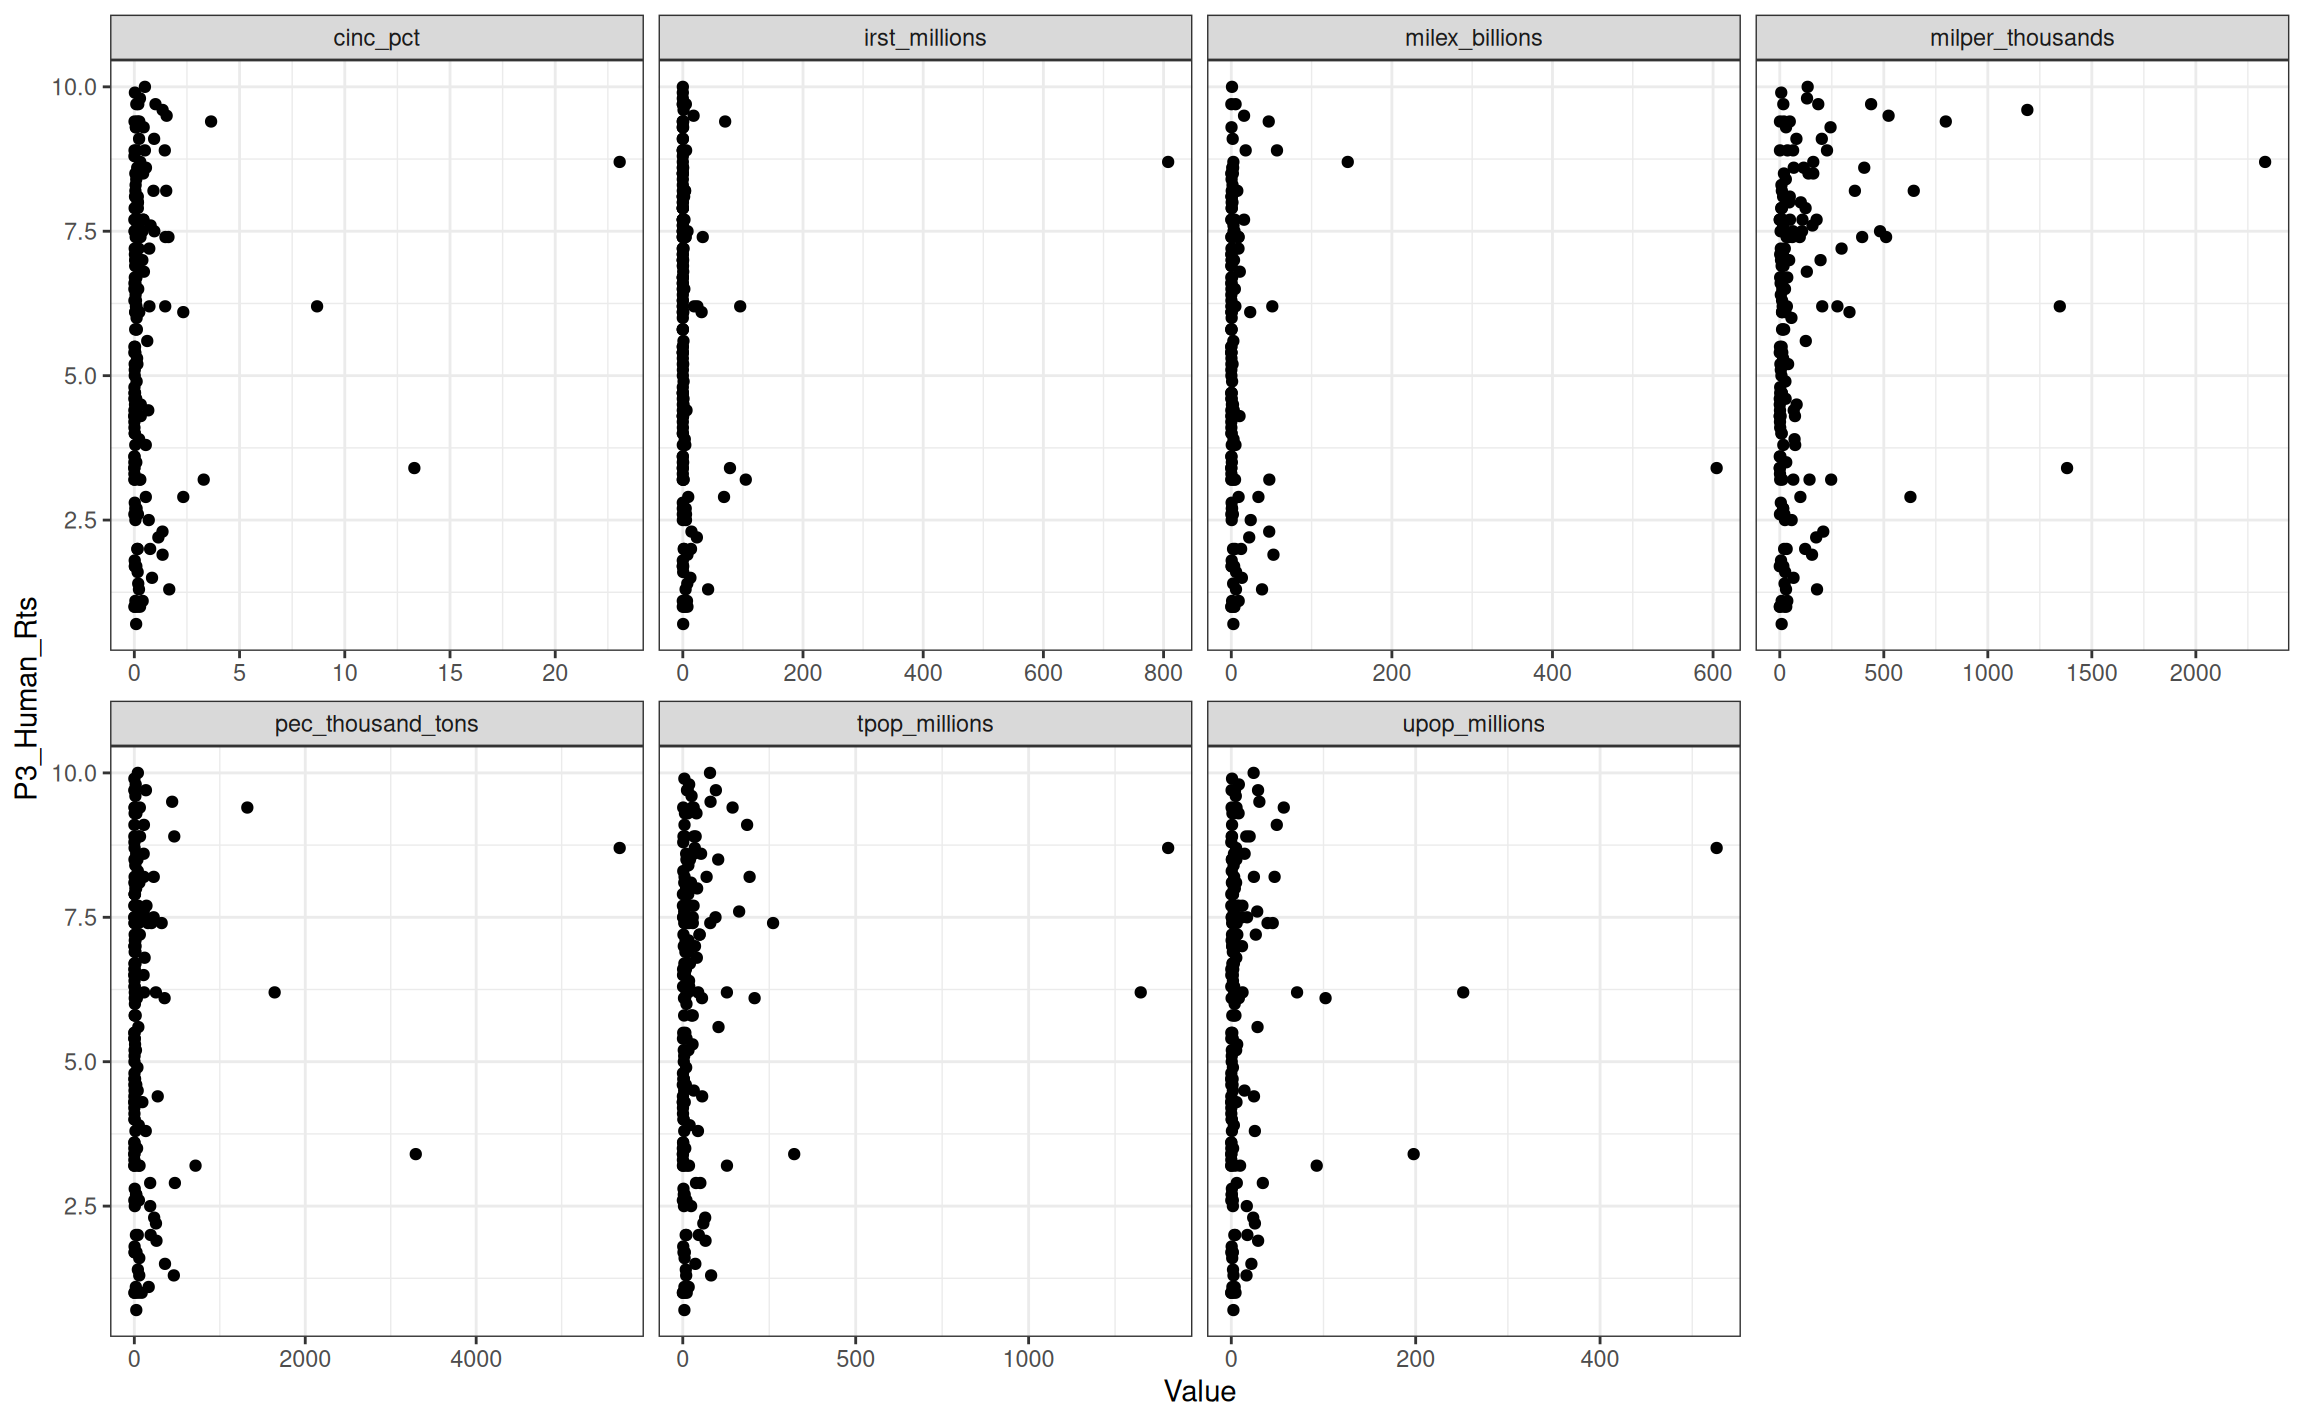 cinc_pct irst_millions milex_billions milper_thousands
10.0
7.5
5.0
2.5
0 5 10 15 20 0 200 400 600 800 0 200 400 600 0 500 1000 1500 2000
P3_Human_Rts
pec_thousand_tons tpop_millions upop_millions
10.0
7.5
5.0
2.5
0 2000 4000 0 500 1000 0 200 400
Value